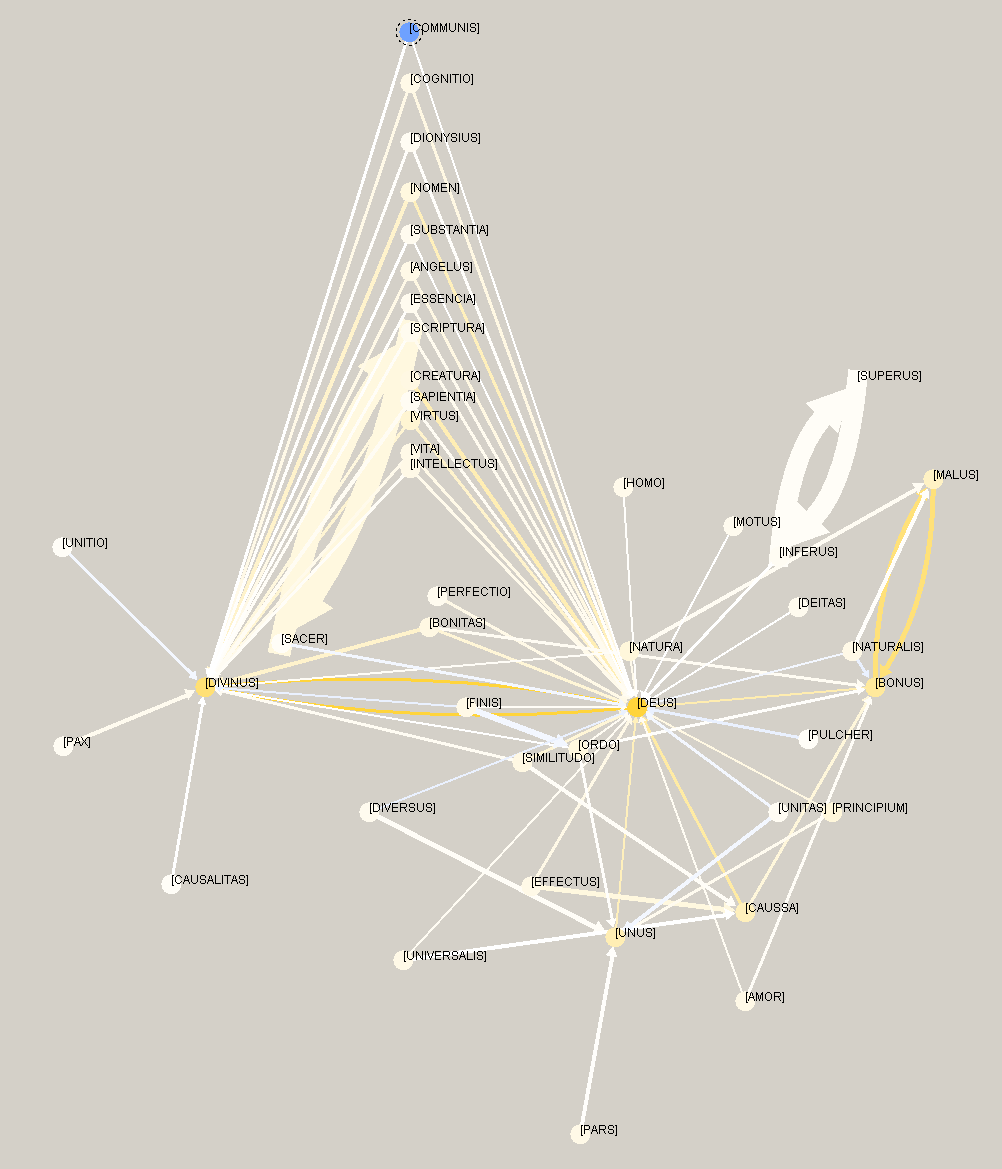 [COMMUNIS]
[COGNITIO]
[DIONYSIUS]
[NOMEN]
[SUBSTANTIA]
[ANGELUS]
[ESSENCIA]
[SCRIPTURA]
[CREATURA]
[SUPERUS]
[SAPIENTIA]
[VIRTUS]
[VITA]
[INTELLECTUS]
[MALUS]
[HOMO]
[MOTUS]
[UNITIO]
[INFERUS]
[PERFECTIO]
[DEITAS]
[BONITAS]
[SACER]
[NATURA]
[NATURALIS]
[DIVINUS]
[BONUS]
[FINIS]
[DEUS]
[PAX]
[ORDO]
[PULCHER]
[SIMILITUDO]
[DIVERSUS]
[UNITAS]
[PRINCIPIUM]
[CAUSALITAS]
[EFFECTUS]
[CAUSSA]
[UNUS]
[UNIVERSALIS]
[AMOR]
[PARS]